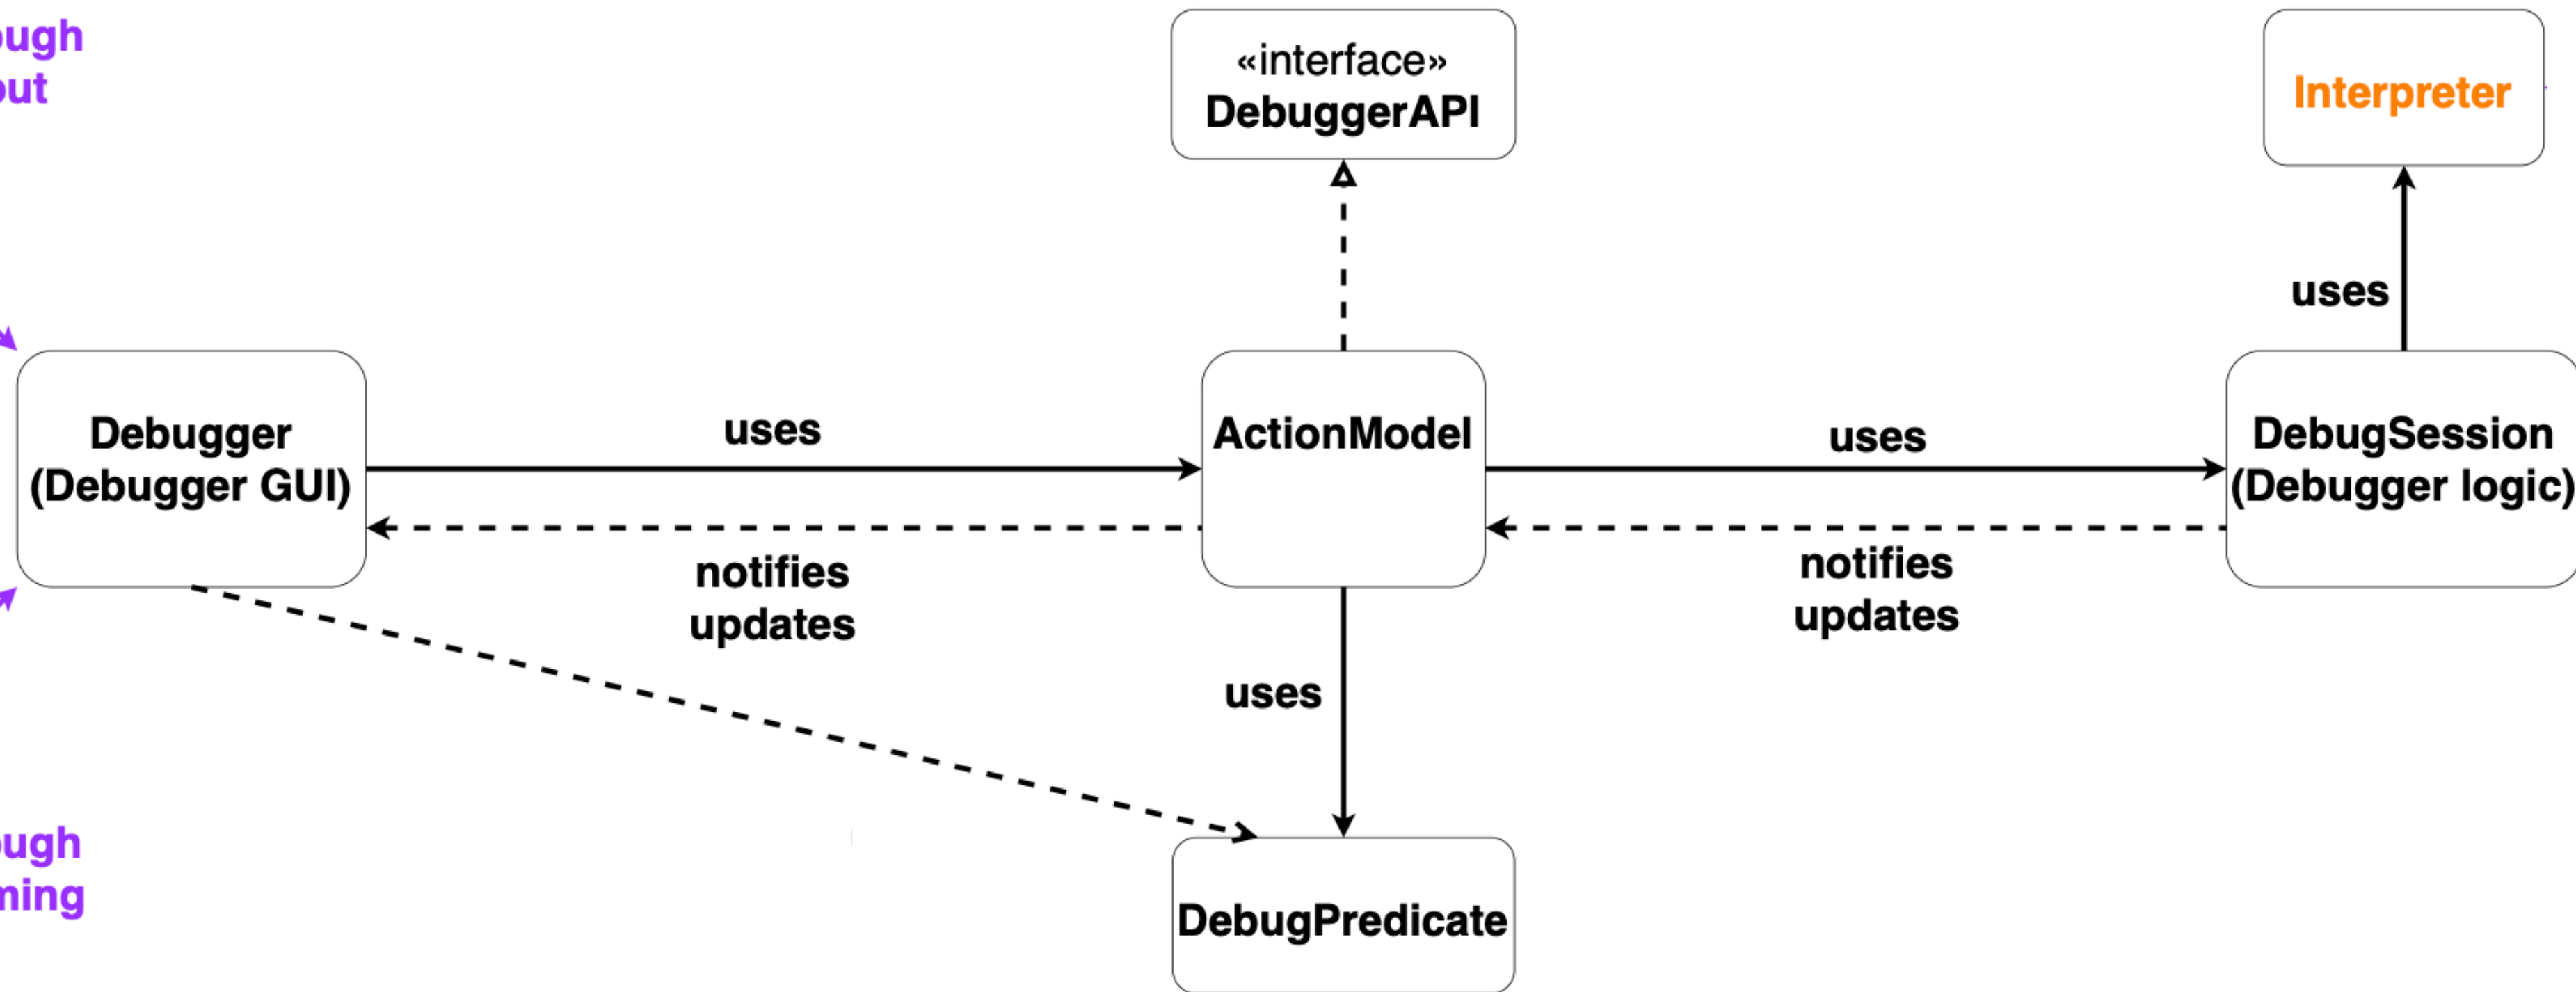 «interface»
DebuggerAPI
Interpreter
uses
Debugger
(Debugger GUI)
uses
ActionModel
uses
DebugSession
(Debugger logic)
notifies
updates
notifies
updates
uses
DebugPredicate